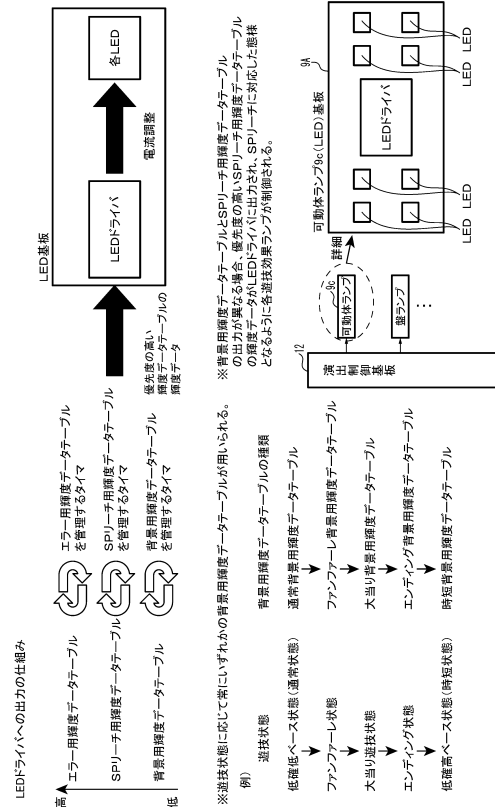 LEDドライバへの出力の仕組み
高
エラー用輝度データテーブル
SPリーチ用輝度データテーブル
背景用輝度データテーブル
低
エラー用輝度データテーブル
を管理するタイマ
SPリーチ用輝度データテーブル
を管理するタイマ
背景用輝度データテーブル
を管理するタイマ
優先度の高い
輝度データテーブルの
輝度データ
LED基板
LEDドライバ
電流調整
各LED
※背景用輝度データテーブルとSPリーチ用輝度データテーブル
の出力が異なる場合、優先度の高いSPリーチ用輝度データテーブル
の輝度データがLEDドライバに出力され、SPリーチに対応した態様
となるように各遊技効果ランプが制御される。
※遊技状態に応じて常にいずれかの背景用輝度データテーブルが用いられる。
例)
遊技状態
背景用輝度データテーブルの種類
低確低ベース状態(通常状態)
通常背景用輝度データテーブル
ファンファーレ状態
ファンファーレ背景用輝度データテーブル
大当り遊技状態
大当り背景用輝度データテーブル
エンディング状態
エンディング背景用輝度データテーブル
低確高ベース状態(時短状態)
時短背景用輝度データテーブル
12
演出制御基板
9c
可動体ランプ
盤ランプ
…
詳細
可動体ランプ9c(LED)基板
9A
LEDドライバ
LED
LED
LED
LED